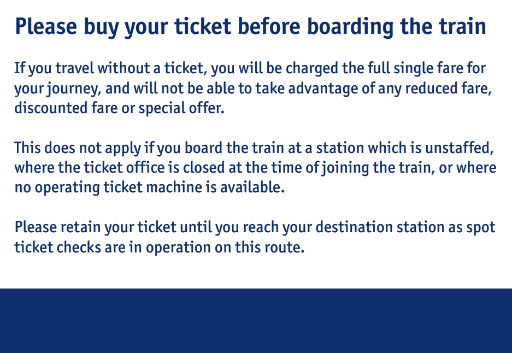 Please buy your ticket before boarding the train
If you travel without a ticket, you will be charged the full single fare for
your journey, and will not be able to take advantage of any reduced fare,
discounted fare or special offer.
This does not apply if you board the train at a station which is unstaffed,
where the ticket office is closed at the time of joining the train, or where
no operating ticket machine is available.
Please retain your ticket until you reach your destination station as spot
ticket checks are in operation on this route.